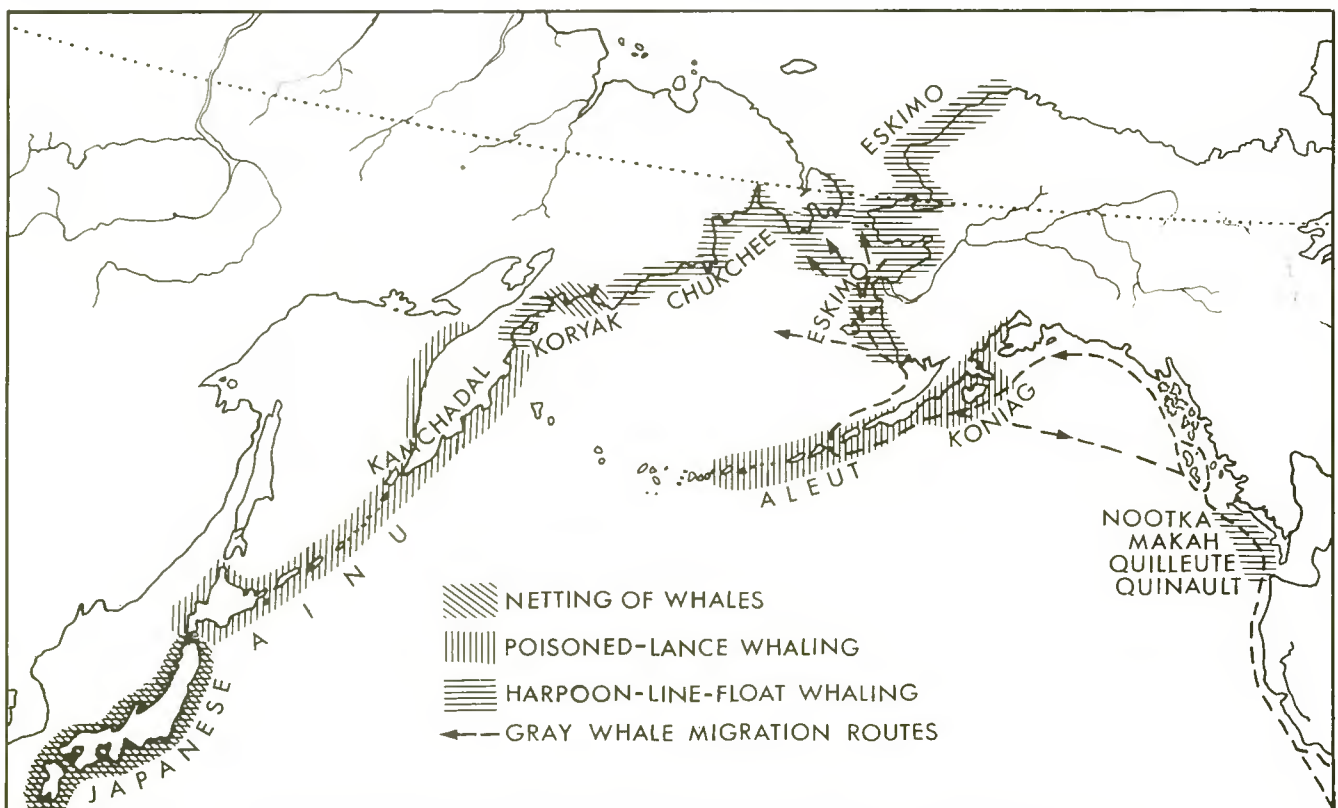 ESKIMO
CHUKCHEE
ESKIMO
KORYAK
KAMCHADAL
KONIAG
ALEUT
NOOTKA
MAKAH
QUILLEUTE
QUINAULT
AINU
JAPANESE
NETTING OF WHALES
POISONED-LANCE WHALING
HARPOON-LINE-FLOAT WHALING
GRAY WHALE MIGRATION ROUTES